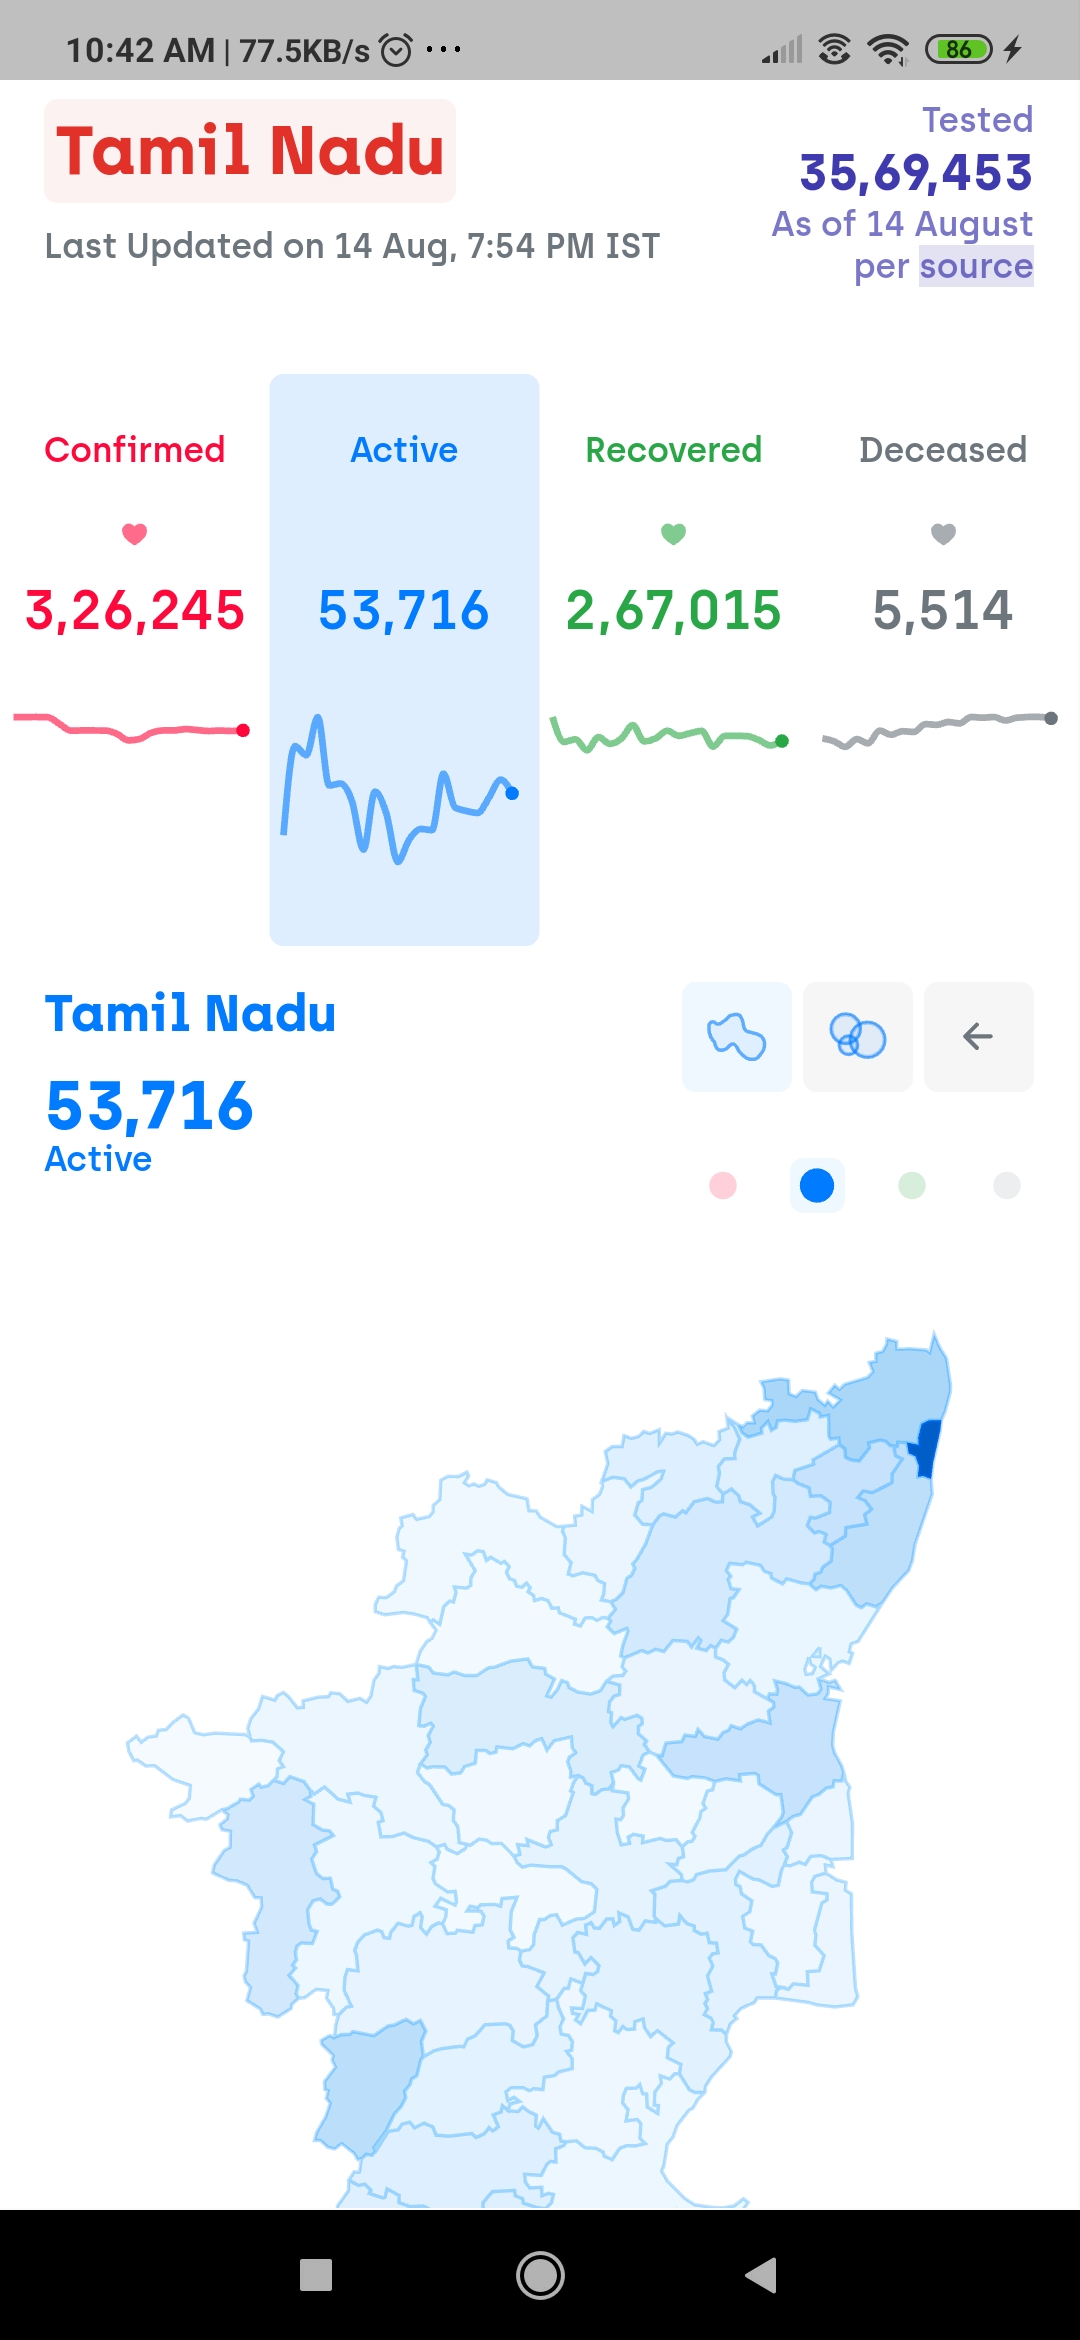 10:42 AM | 77.5KB/s ...
86
Tamil Nadu
Last Updated on 14 Aug, 7:54 PM IST
Tested
35,69,453
As of 14 August
per source
Confirmed Active Recovered Deceased
3,26,245 53,716 2,67,015 5,514
Tamil Nadu
53,716
Active